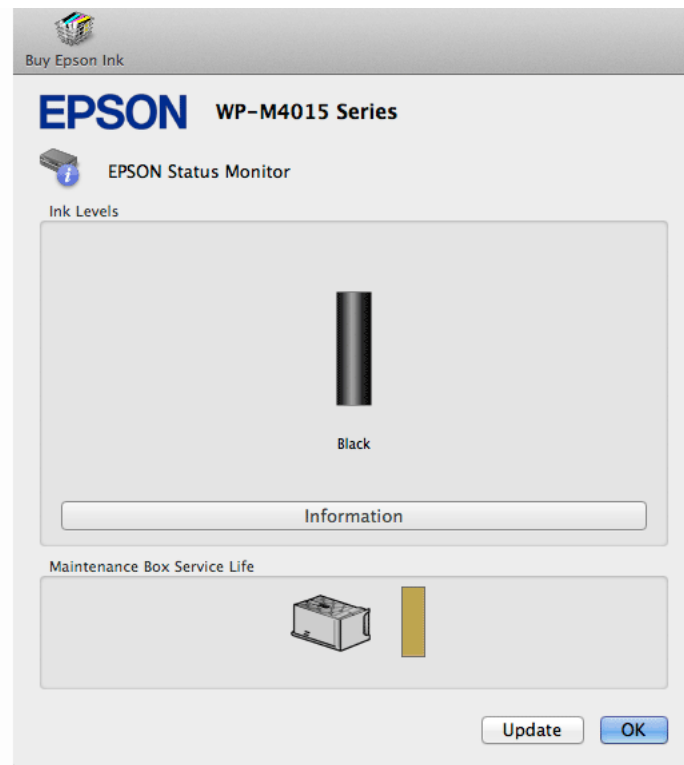 Buy Epson Ink
EPSON WP-M4015 Series
EPSON Status Monitor
Ink Levels
Black
Information
Maintenance Box Service Life
Update OK